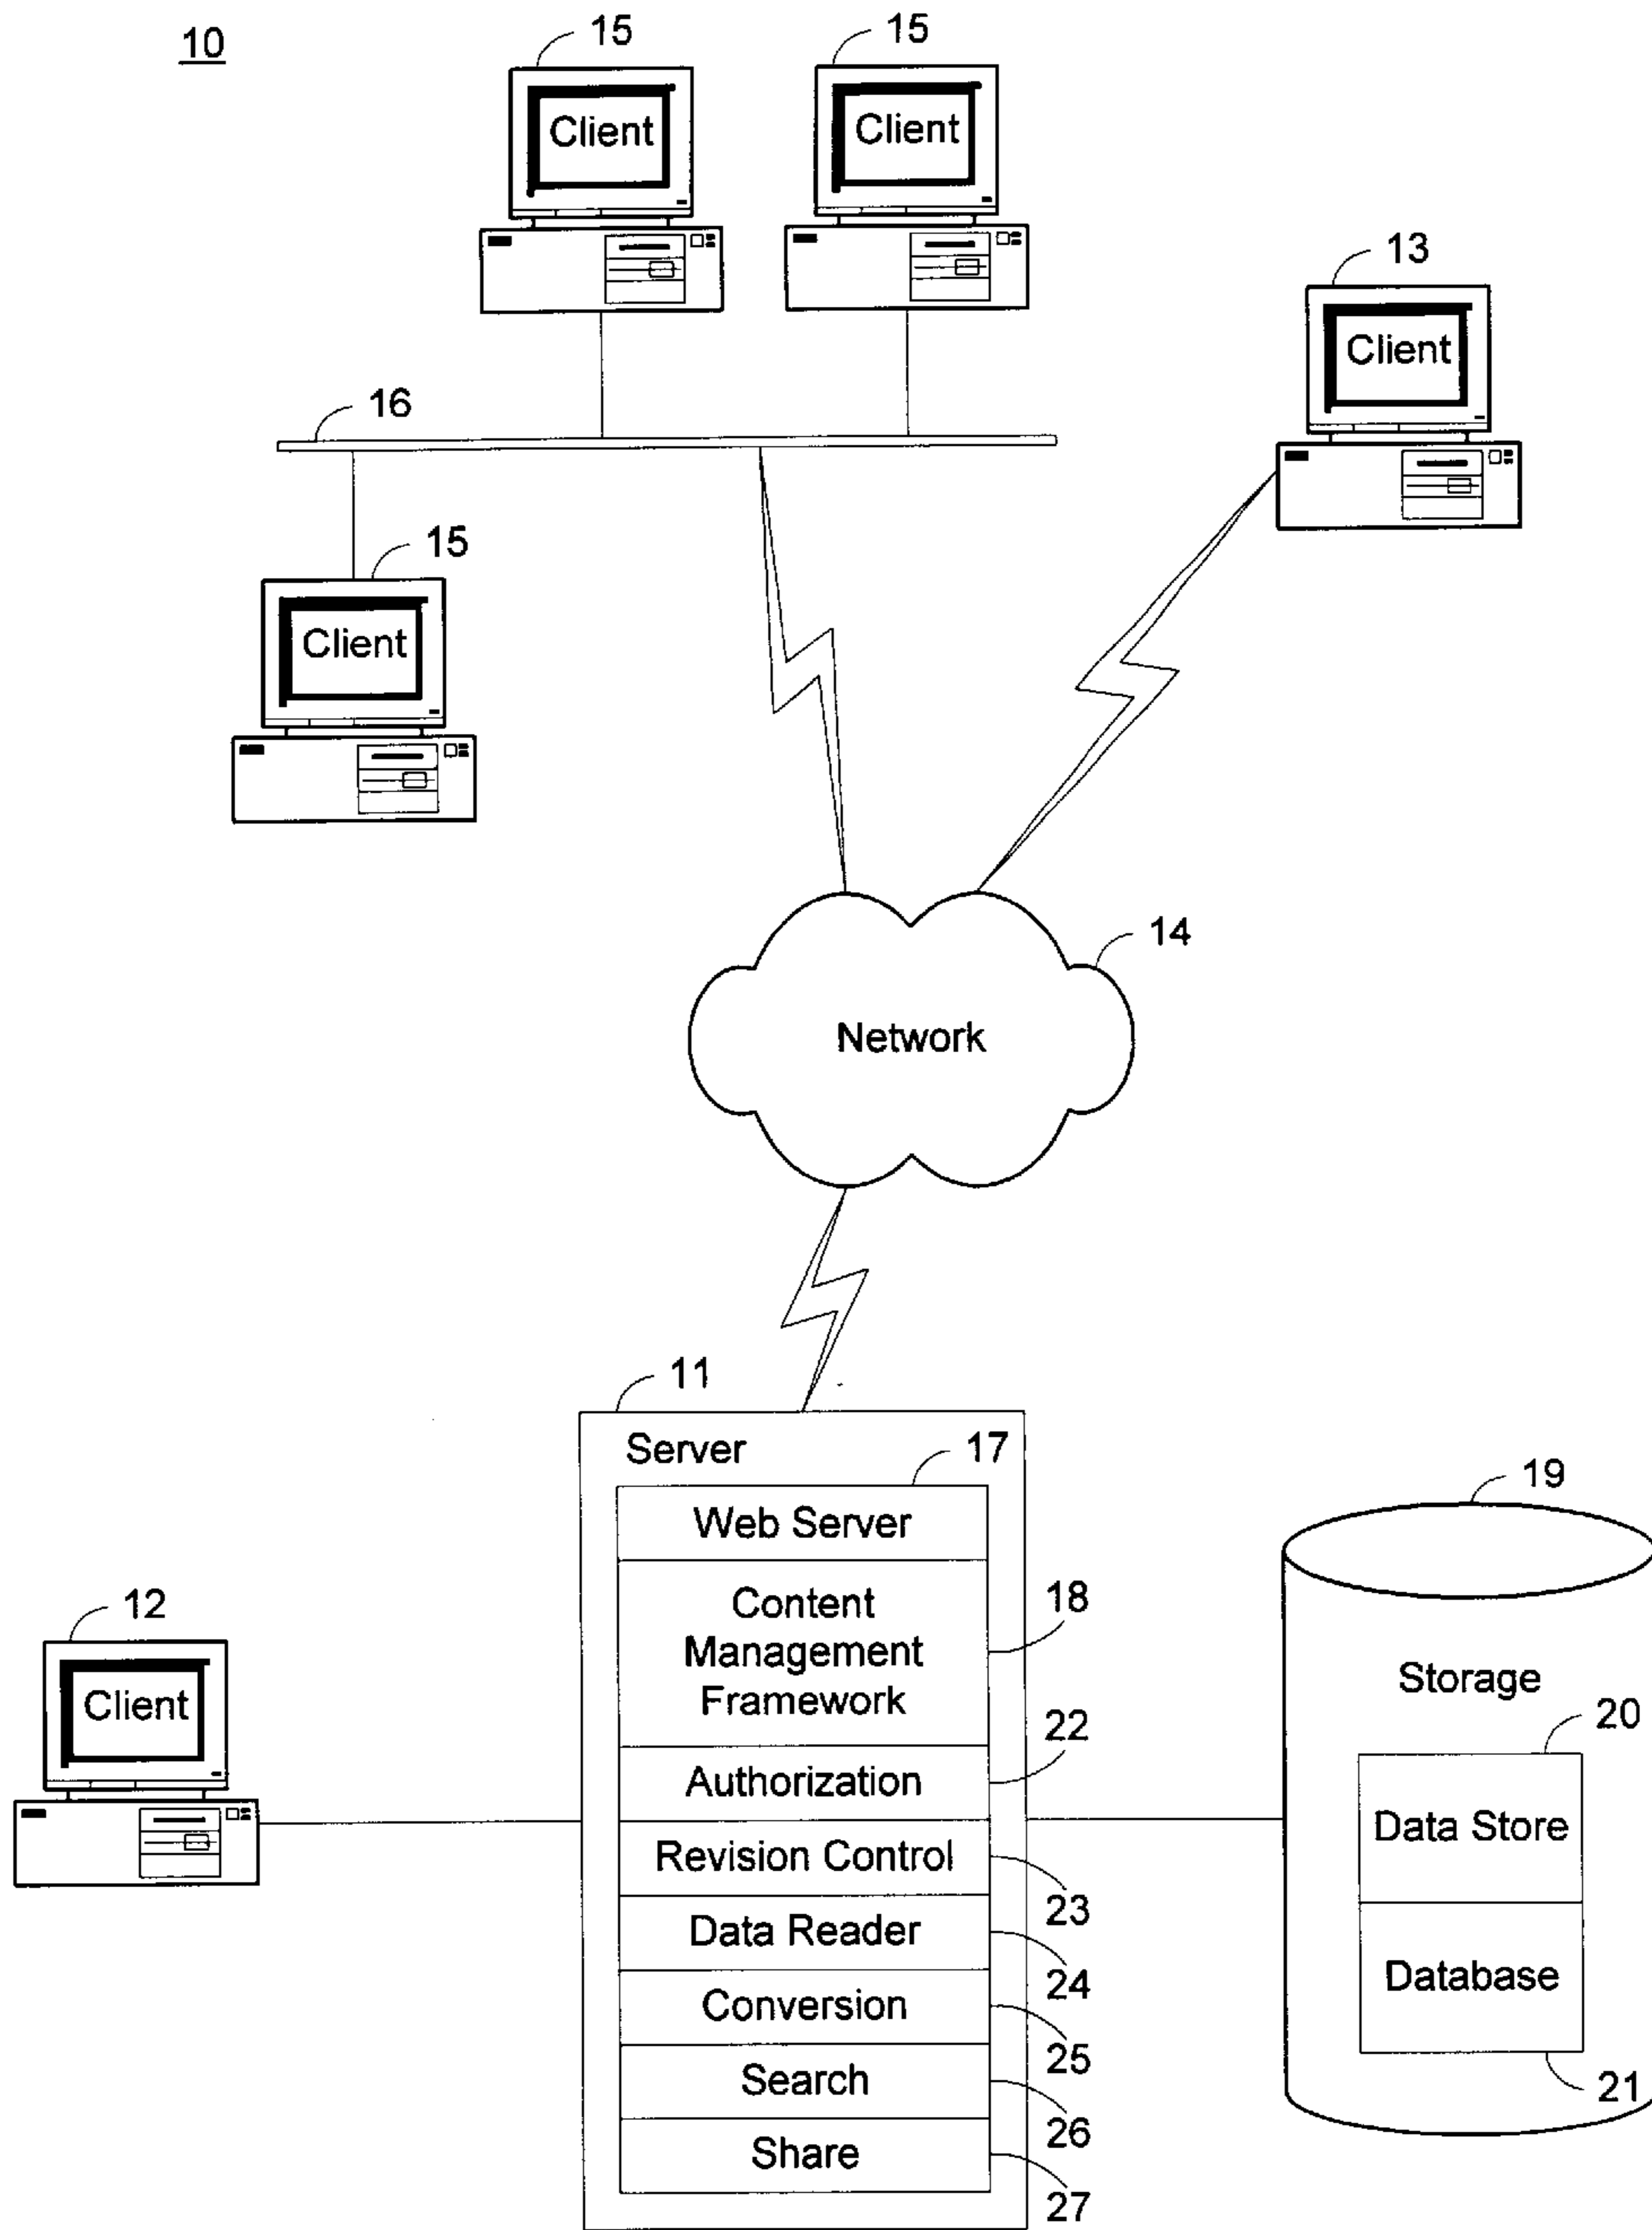 10
15
15
Client
Client
13
Client
16
15
Client
14
Network
11
Server
17
Web Server
19
12
Content
Management
Framework
18
Client
Storage
22
20
Authorization
Data Store
Revision Control
23
Data Reader
24
Database
Conversion
25
Search
26
21
Share
27